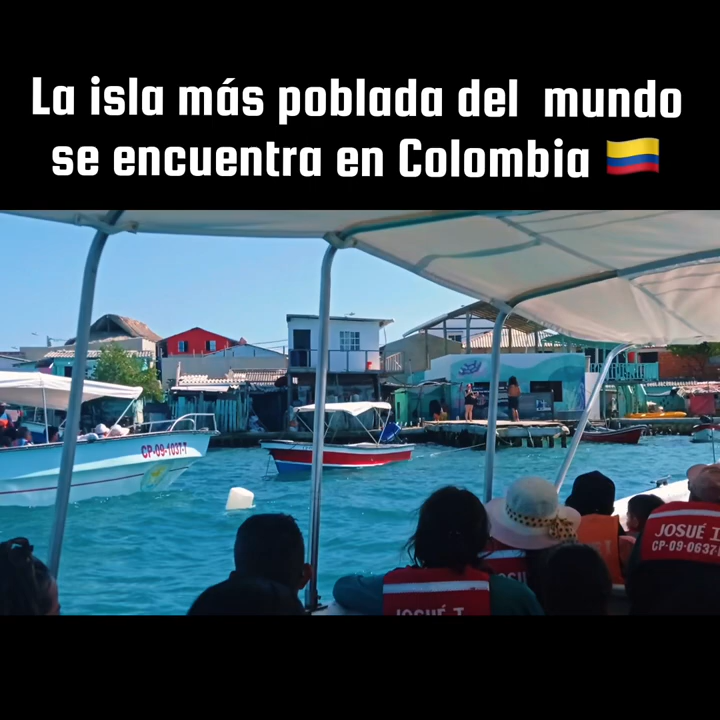 La isla más poblada del mundo
se encuentra en Colombia 🇨🇴
CP-09-1037-T
JOSUÉ I
CP-09-0637-
JOSUÉ T